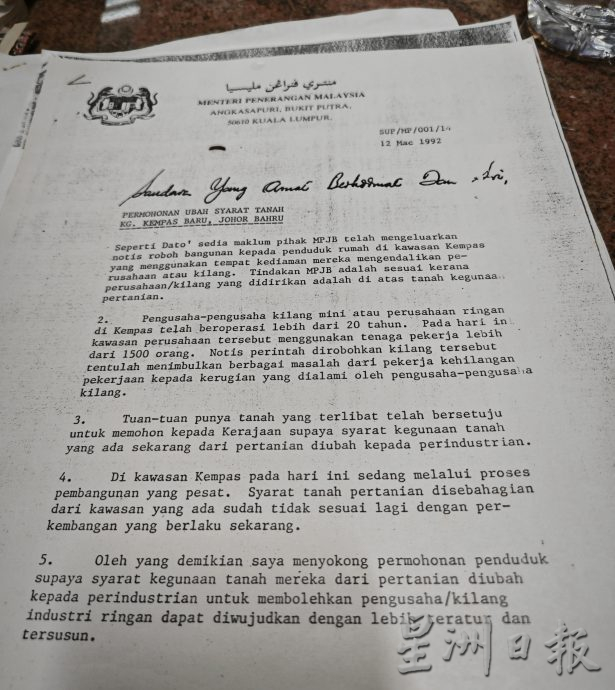 منتري ڤنراڠن مليسيا
MENTERI PENERANGAN MALAYSIA
ANGKASAPURI, BUKIT PUTRA,
50610 KUALA LUMPUR.
SUP/MP/001/14
12 Mac 1992
Saudara Yang Amat Berhormat Dan
PERMOHONAN UBAH SYARAT TANAH
KG. KEMPAS BARU, JOHOR BAHRU
Seperti Dato' sedia maklum pihak MPJB telah mengeluarkan
notis roboh bangunan kepada penduduk rumah di kawasan Kempas
yang menggunakan tempat kediaman mereka mengendalikan pe-
rusahaan atau kilang. Tindakan MPJB adalah sesuai kerana
perusahaan/kilang yang didirikan adalah di atas tanah kegunaa
pertanian.
2. Pengusaha-pengusaha kilang mini atau perusahaan ringan
di Kempas telah beroperasi lebih dari 20 tahun. Pada hari in
kawasan perusahaan tersebut menggunakan tenaga pekerja lebih
dari 1500 orang. Notis perintah dirobohkan kilang tersebut
tentulah menimbulkan berbagai masalah dari pekerja kehilangan
pekerjaan kepada kerugian yang dialami oleh pengusaha-pengusaha
kilang.
3. Tuan-tuan punya tanah yang terlibat telah bersetuju
untuk memohon kepada Kerajaan supaya syarat kegunaan tanah
yang ada sekarang dari pertanian diubah kepada perindustrian.
4. Di kawasan Kempas pada hari ini sedang melalui proses
pembangunan yang pesat. Syarat tanah pertanian disebahagian
dari kawasan yang ada sudah tidak sesuai lagi dengan per-
kembangan yang berlaku sekarang.
5. Oleh yang demikian saya menyokong permohonan penduduk
supaya syarat kegunaan tanah mereka dari pertanian diubah
kepada perindustrian untuk membolehkan pengusaha/kilang
industri ringan dapat diwujudkan dengan lebih teratur dan
tersusun.
星洲日報